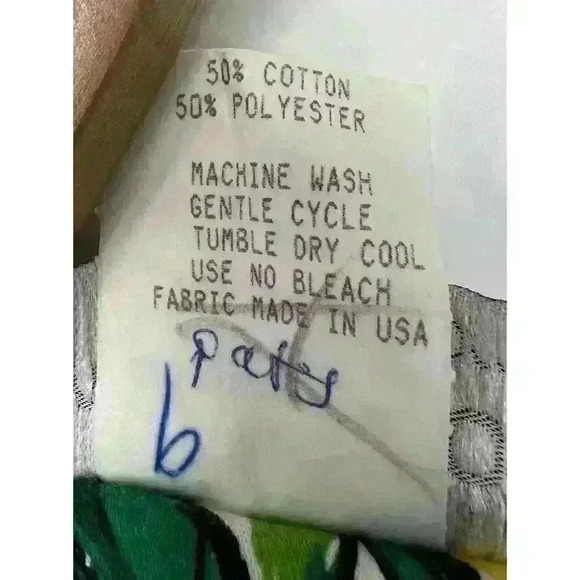 50% COTTON
50% POLYESTER
MACHINE WASH
GENTLE CYCLE
TUMBLE DRY COOL
USE NO BLEACH
FABRIC MADE IN USA
6